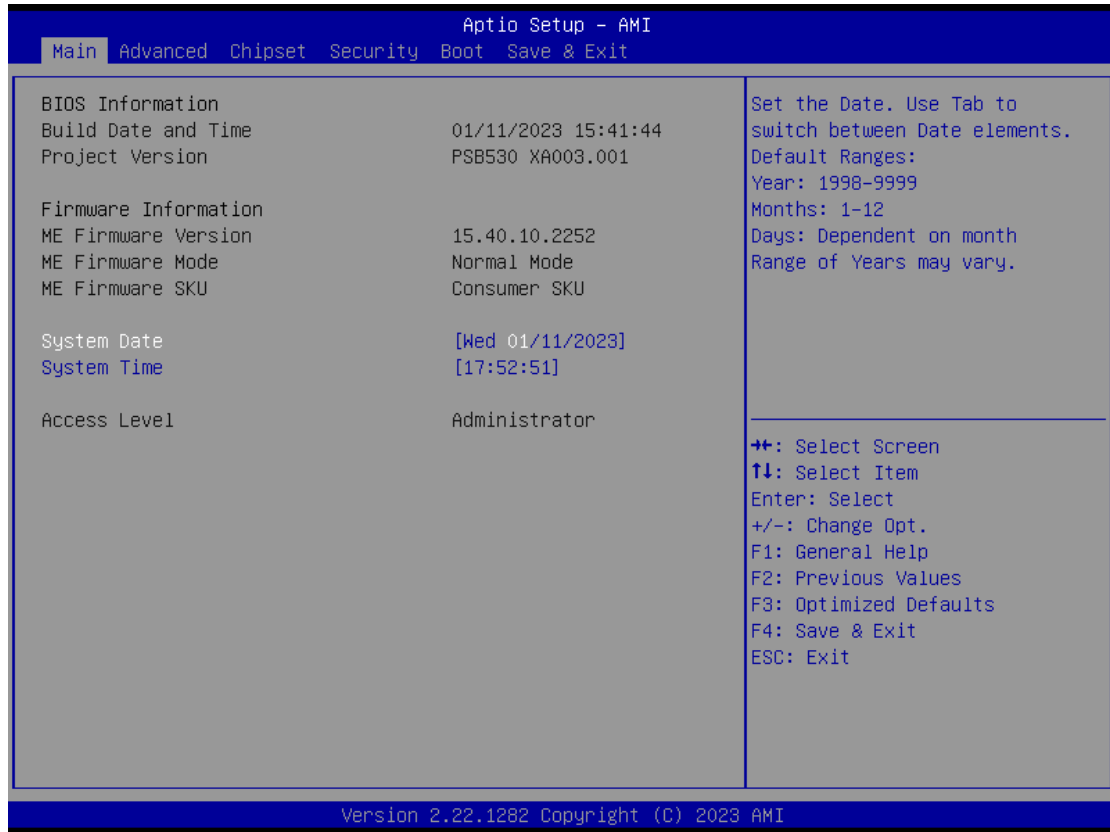 Aptio Setup – AMI
Main Advanced Chipset Security Boot Save & Exit
BIOS Information
Build Date and Time 01/11/2023 15:41:44
Project Version PSB530 XA003.001
Firmware Information
ME Firmware Version 15.40.10.2252
ME Firmware Mode Normal Mode
ME Firmware SKU Consumer SKU
System Date [Wed 01/11/2023]
System Time [17:52:51]
Access Level Administrator
Set the Date. Use Tab to
switch between Date elements.
Default Ranges:
Year: 1998-9999
Months: 1-12
Days: Dependent on month
Range of Years may vary.
→←: Select Screen
↑↓: Select Item
Enter: Select
+/-: Change Opt.
F1: General Help
F2: Previous Values
F3: Optimized Defaults
F4: Save & Exit
ESC: Exit
Version 2.22.1282 Copyright (C) 2023 AMI